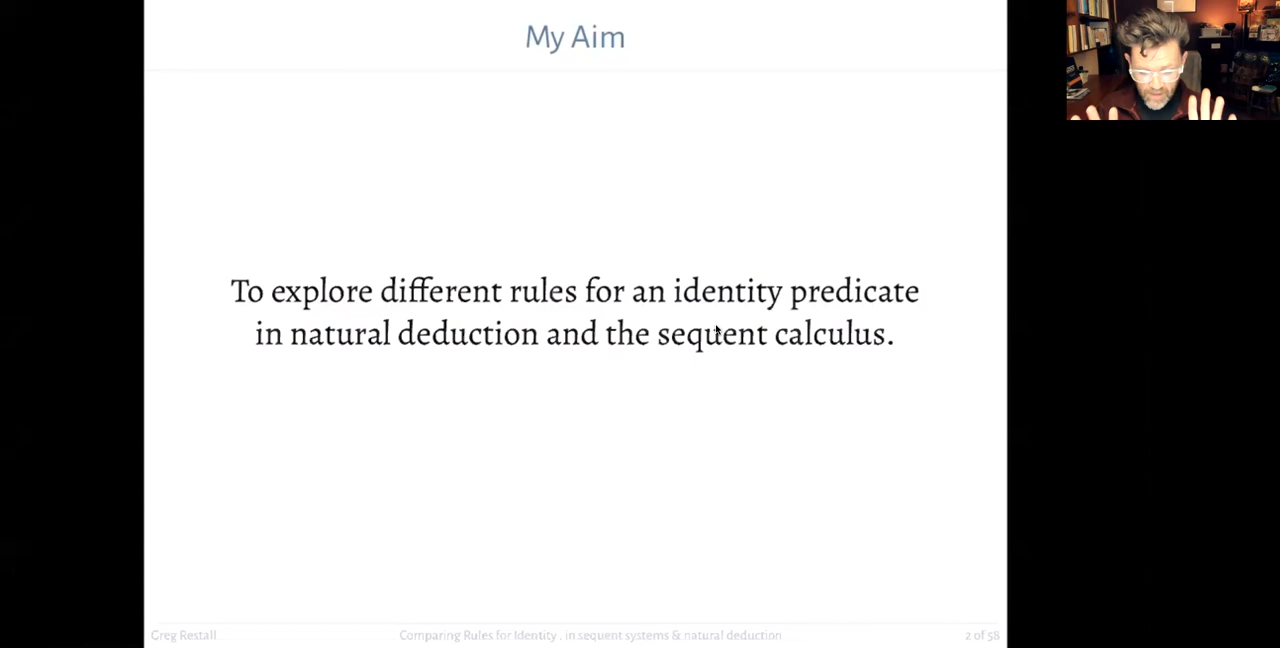 My Aim
To explore different rules for an identity predicate
in natural deduction and the sequent calculus.
Greg Restall
Comparing Rules for Identity , in sequent systems & natural deduction
2 of 58